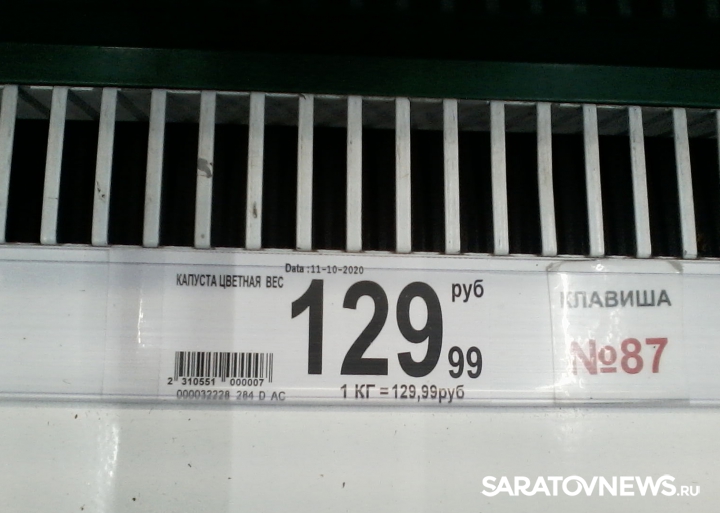 Data :11-10-2020
КАПУСТА ЦВЕТНАЯ ВЕС
129 99 руб
1 КГ = 129,99руб
2 310551 000007
000032228 284 D AC
КЛАВИША
№87
SARATOVNEWS.RU